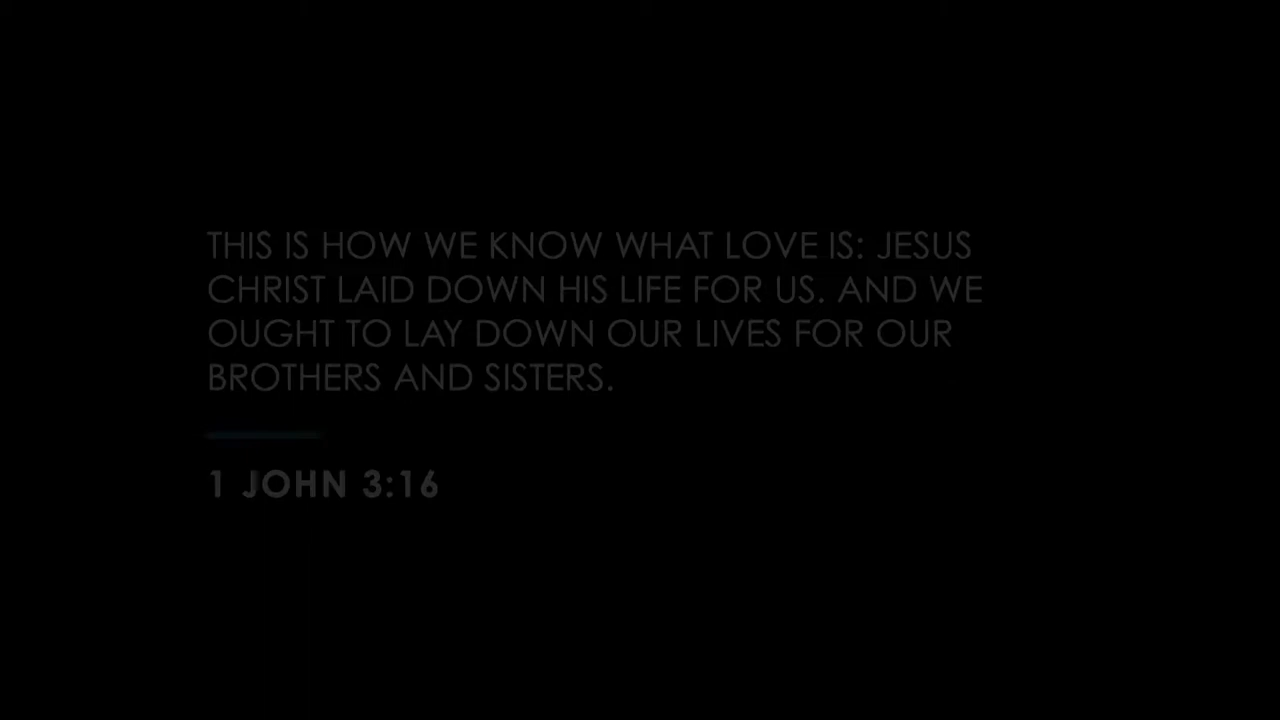 THIS IS HOW WE KNOW WHAT LOVE IS: JESUS
CHRIST LAID DOWN HIS LIFE FOR US. AND WE
OUGHT TO LAY DOWN OUR LIVES FOR OUR
BROTHERS AND SISTERS.
1 JOHN 3:16